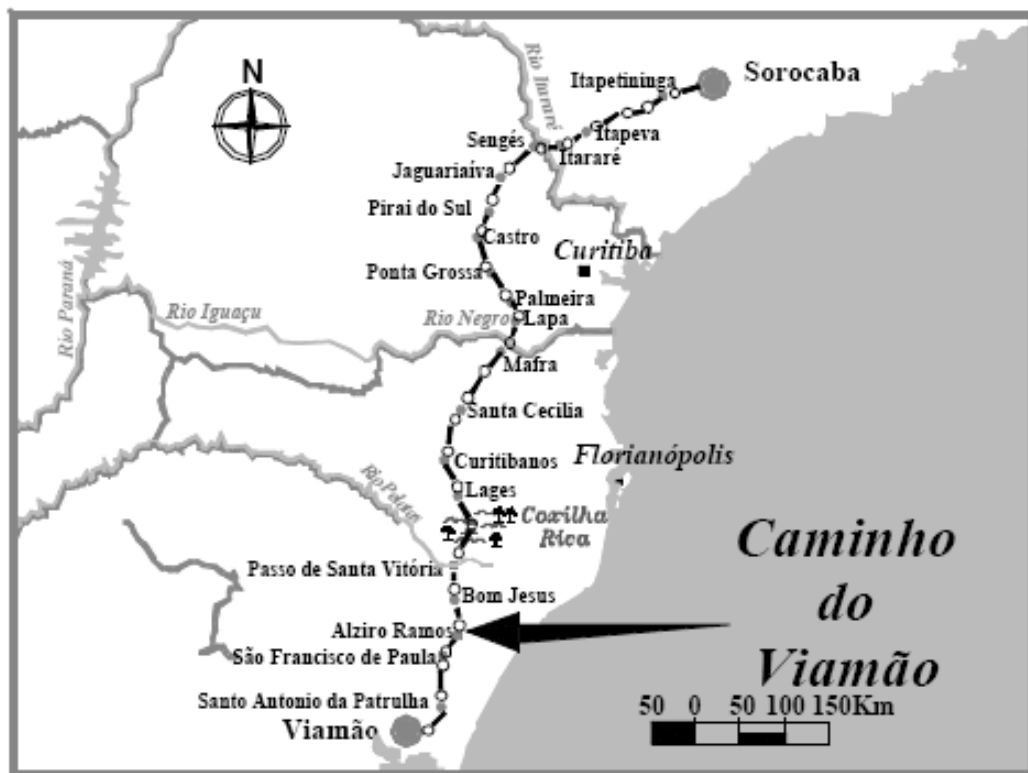 N
Rio Itararé
Itapetininga
Sorocaba
Itapeva
Sengés
Itararé
Jaguariaíva
Pirai do Sul
Castro
Curitiba
Ponta Grossa
Palmeira
Rio Paraná
Rio Iguaçu
Rio Negro
Lapa
Mafra
Santa Cecilia
Florianópolis
Curitibanos
Rio Pelotas
Lages
Coxilha
Rica
Caminho
do
Viamão
Passo de Santa Vitória
Bom Jesus
Alziro Ramos
São Francisco de Paula
Santo Antonio da Patrulha
Viamão
50 0 50 100 150Km